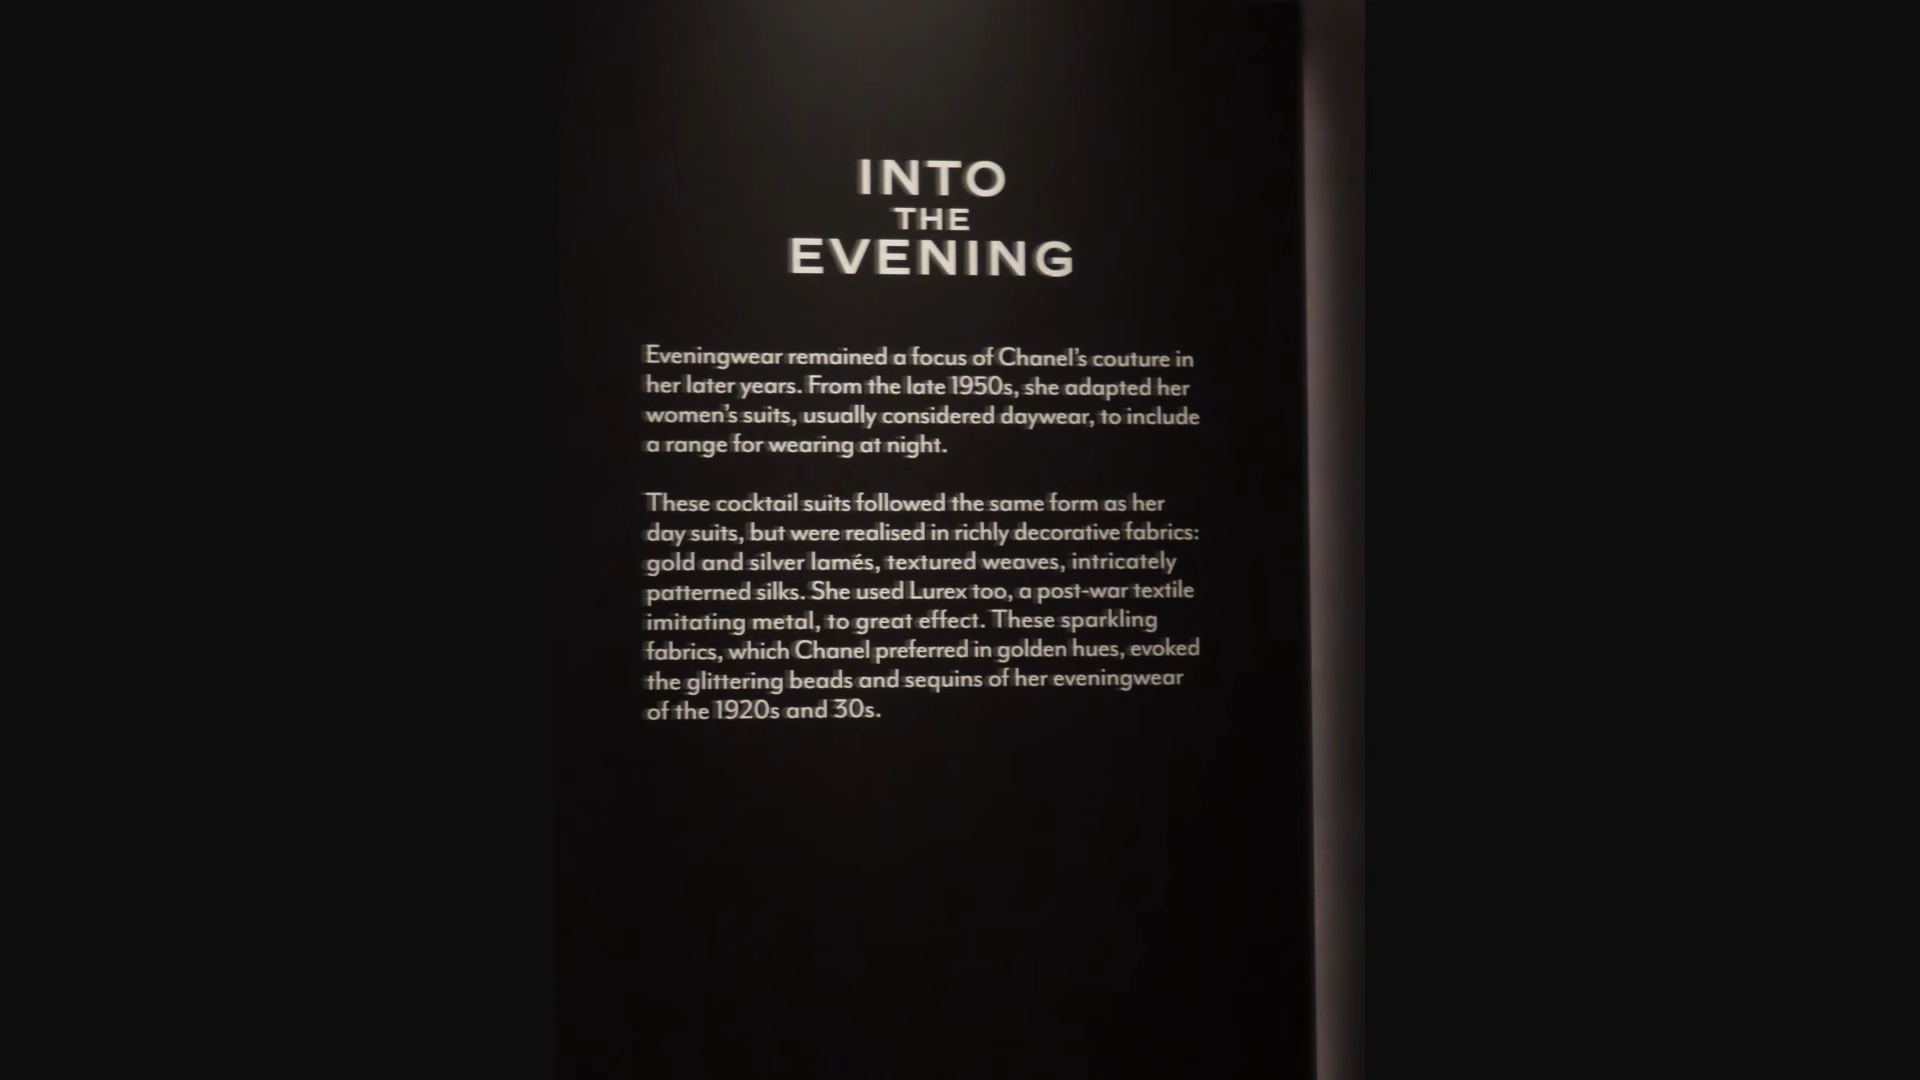 INTO
THE
EVENING
Eveningwear remained a focus of Chanel's couture in
her later years. From the late 1950s, she adapted her
women's suits, usually considered daywear, to include
a range for wearing at night.
These cocktail suits followed the same form as her
day suits, but were realised in richly decorative fabrics:
gold and silver lamés, textured weaves, intricately
patterned silks. She used Lurex too, a post-war textile
imitating metal, to great effect. These sparkling
fabrics, which Chanel preferred in golden hues, evoked
the glittering beads and sequins of her eveningwear
of the 1920s and 30s.